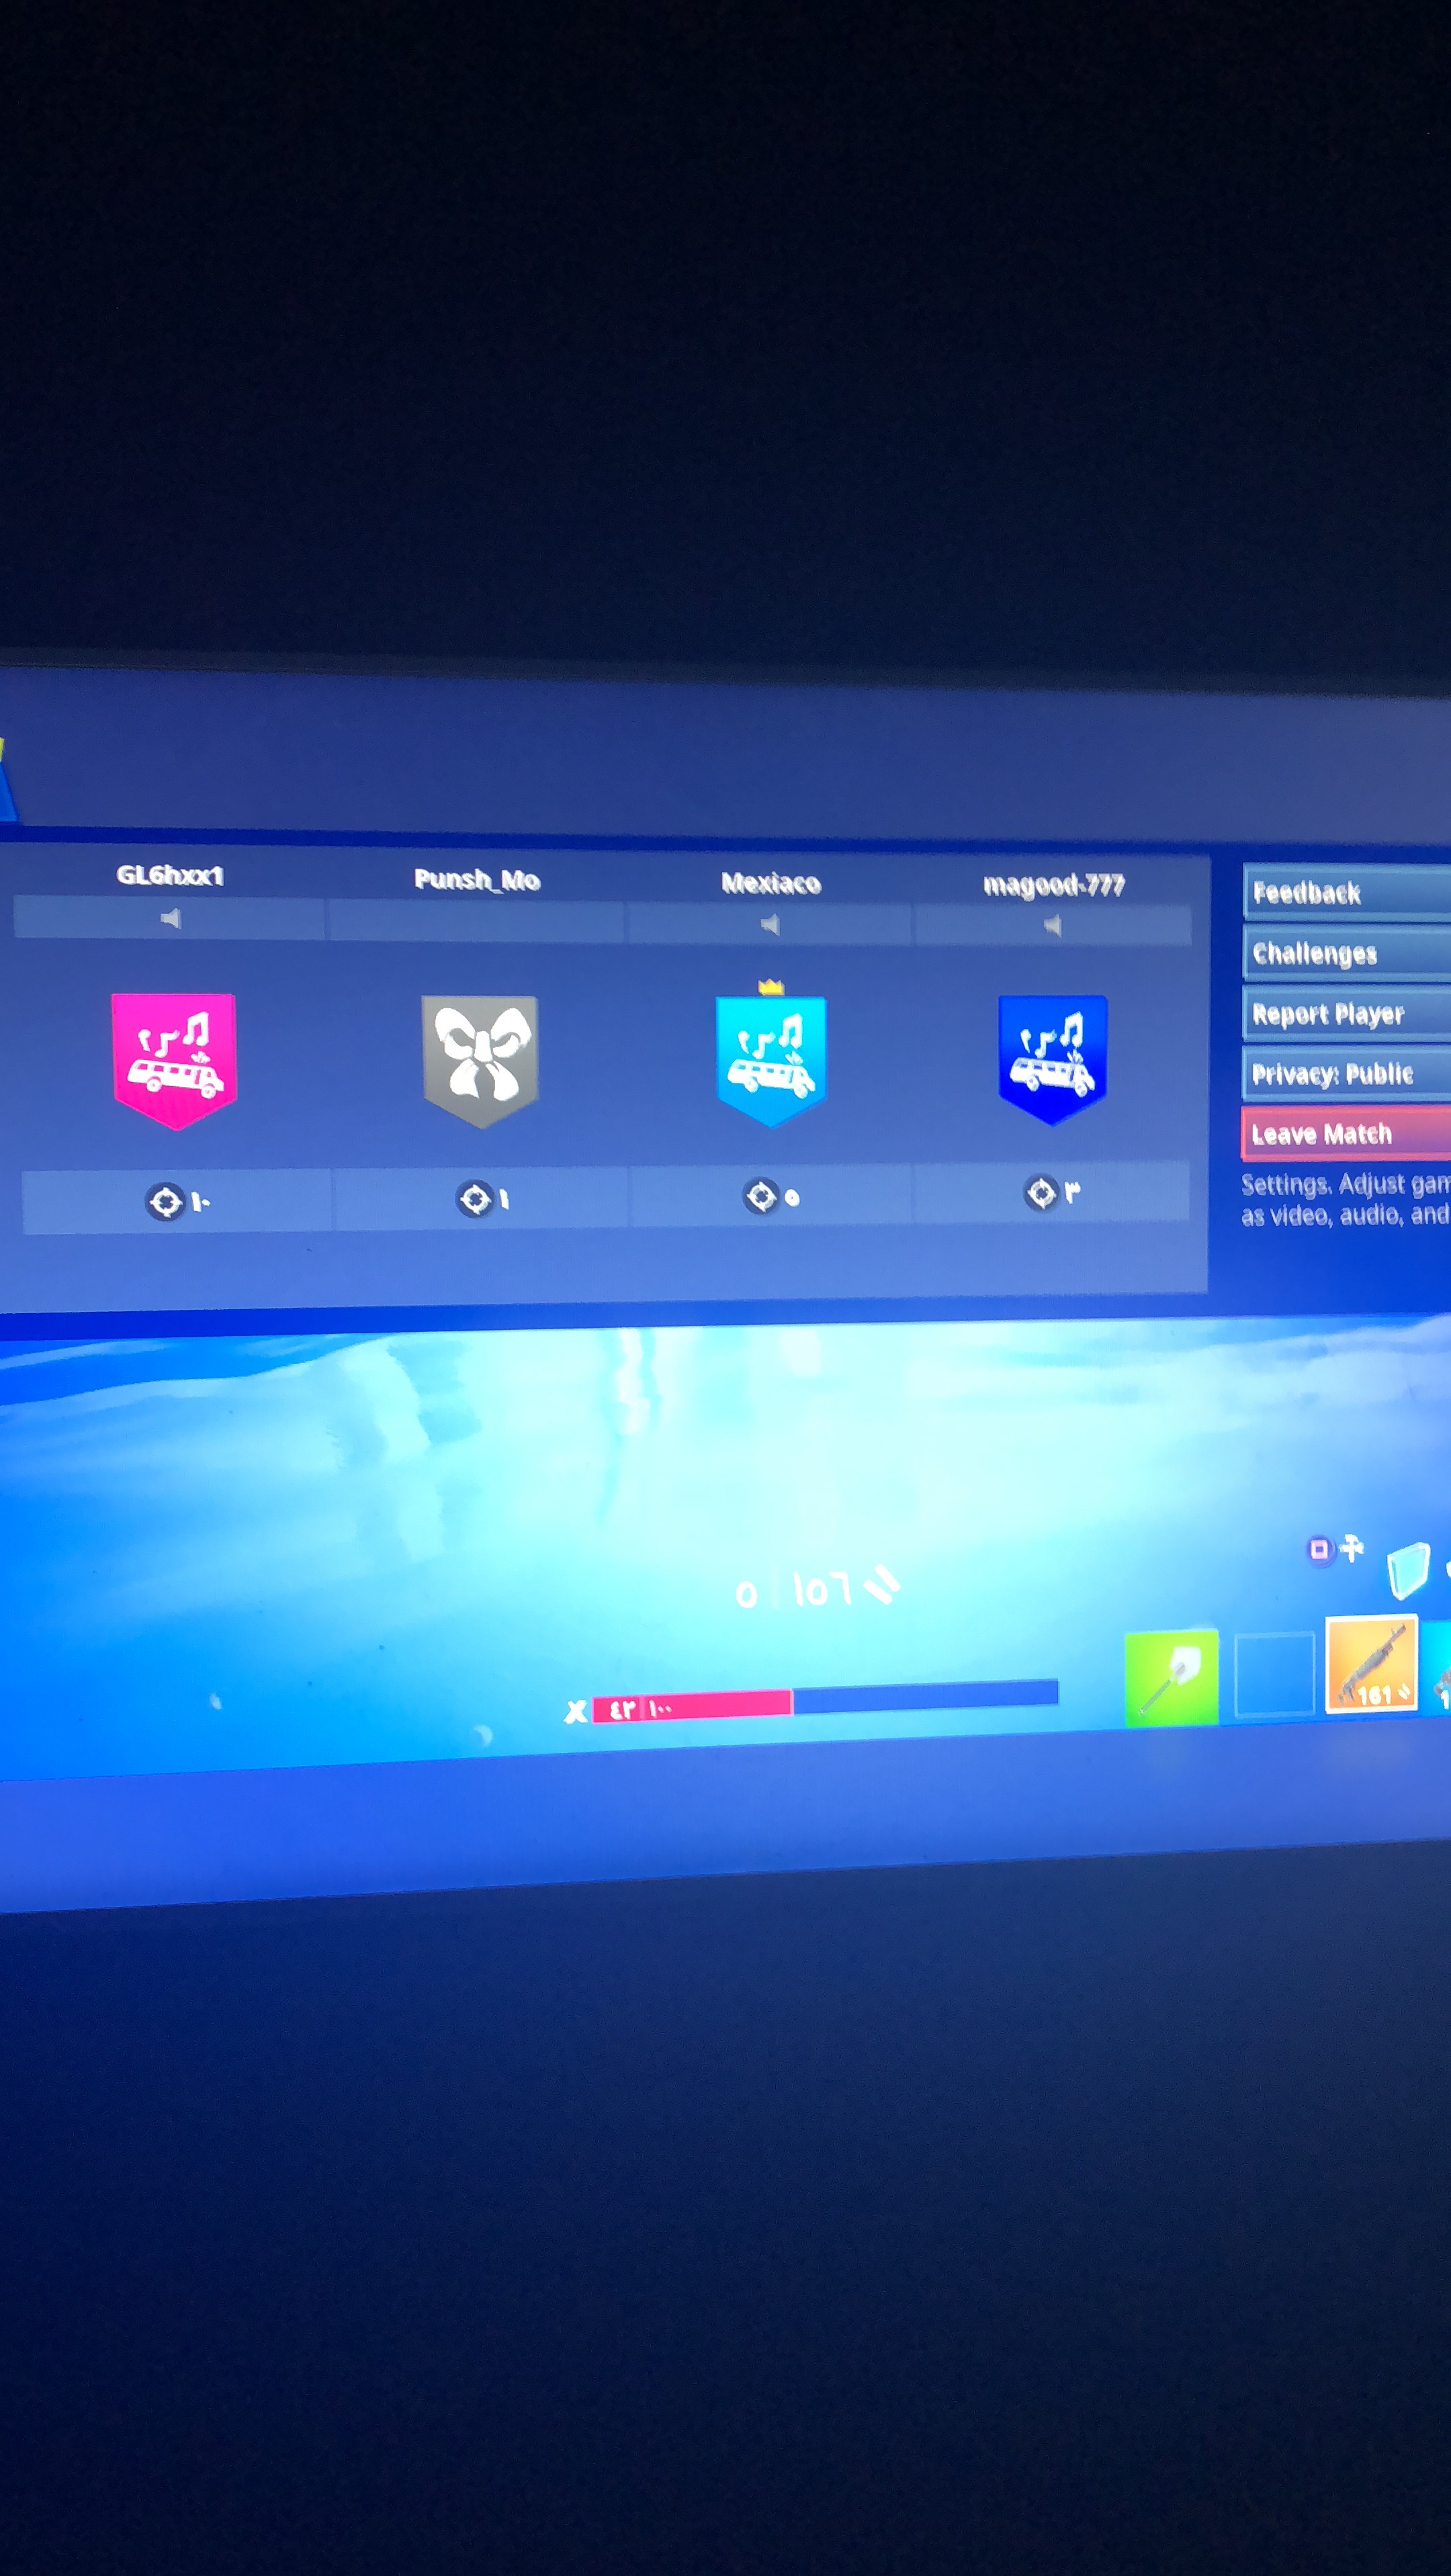 GL6hxx1
Punsh_Mo
Mexiaco
magood-777
Feedback
Challenges
Report Player
Privacy: Public
Leave Match
١٠
١
٥
٣
Settings. Adjust
as video, audio, and
٥ | ١٥٦
٤٣ | ١٠٠
161